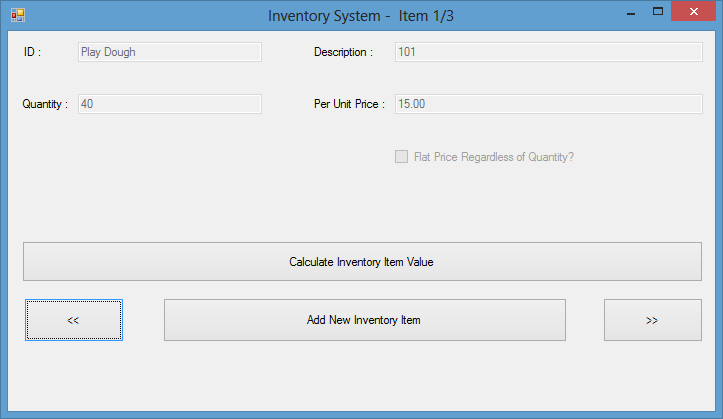 Inventory System -  Item 1/3
ID : Play Dough Description : 101
Quantity : 40 Per Unit Price : 15.00
Flat Price Regardless of Quantity?
Calculate Inventory Item Value
<< Add New Inventory Item >>